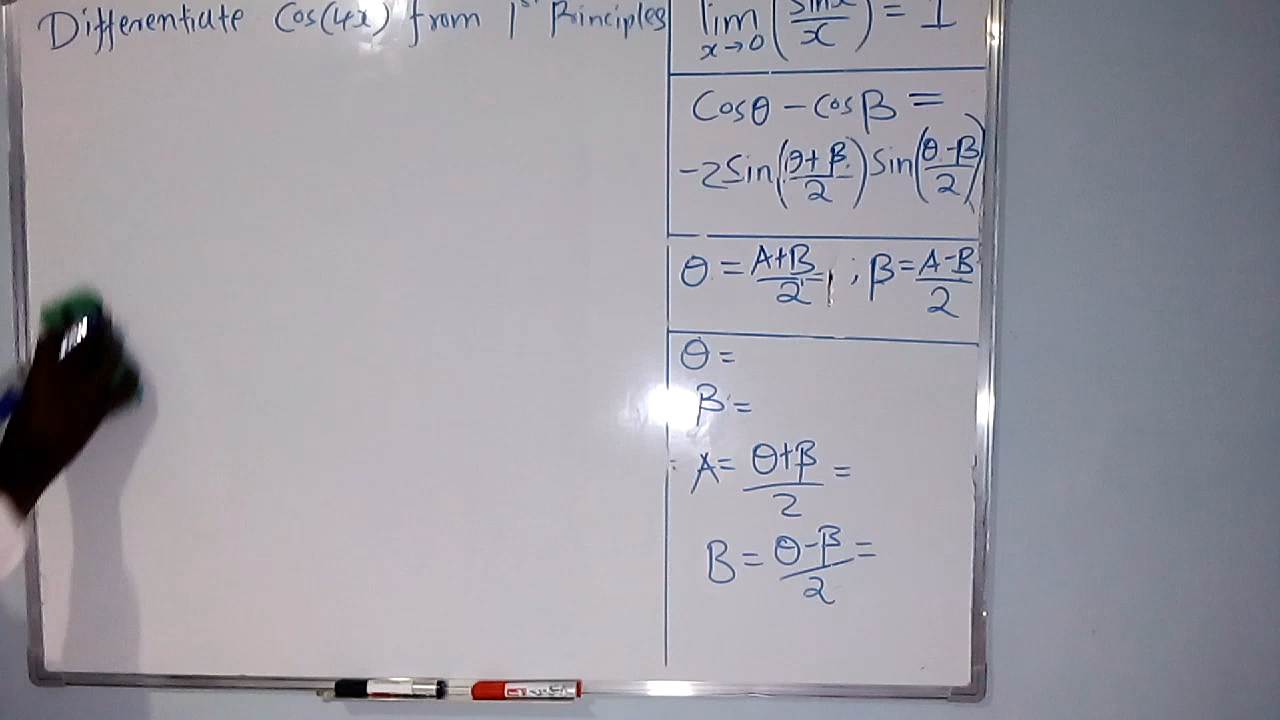 Differentiate Cos(4x) from 1st Principles
lim x→0 (sinx/x) = 1
Cosθ - cosβ =
-2Sin(θ+β/2)Sin(θ-β/2)
θ = A+B/2 ; β = A-B/2
θ =
β =
A = θ+β/2 =
B = θ-β/2 =